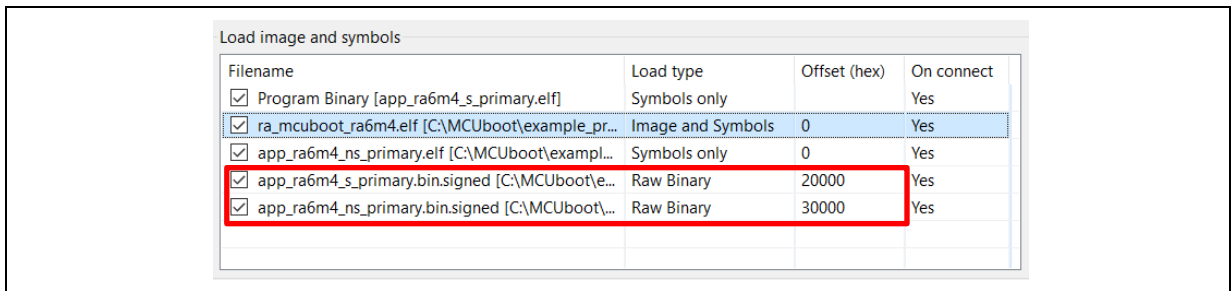 Load image and symbols
Filename Load type Offset (hex) On connect
Program Binary [app_ra6m4_s_primary.elf] Symbols only Yes
ra_mcuboot_ra6m4.elf [C:\MCUboot\example_pr... Image and Symbols 0 Yes
app_ra6m4_ns_primary.elf [C:\MCUboot\exampl... Symbols only 0 Yes
app_ra6m4_s_primary.bin.signed [C:\MCUboot\e... Raw Binary 20000 Yes
app_ra6m4_ns_primary.bin.signed [C:\MCUboot\... Raw Binary 30000 Yes